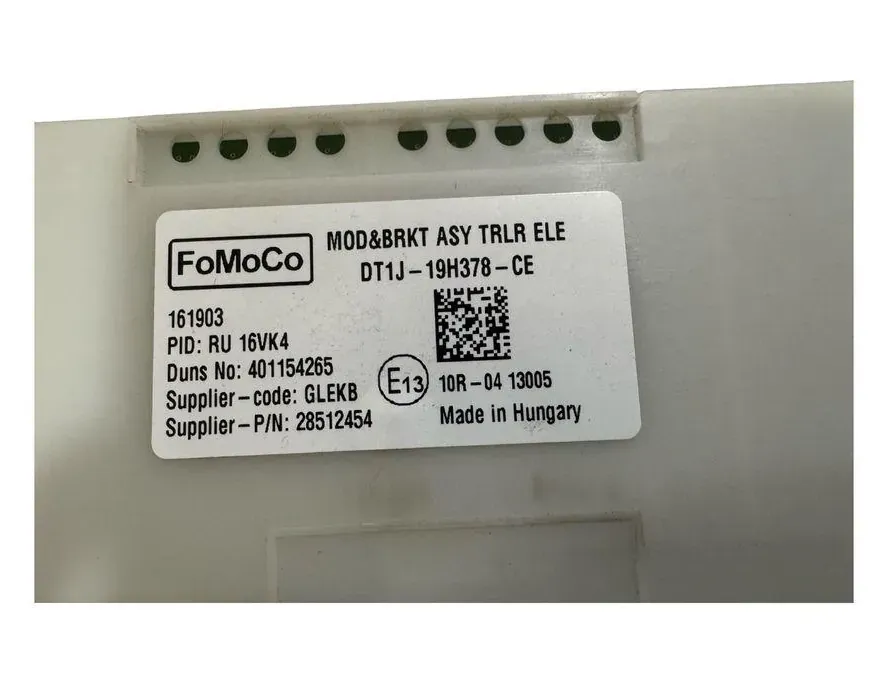 FoMoCo
MOD&BRKT ASY TRLR ELE
DT1J-19H378-CE
161903
PID: RU 16VK4
Duns No: 401154265
Supplier-code: GLEKB
Supplier-P/N: 28512454
E13
10R-04 13005
Made in Hungary